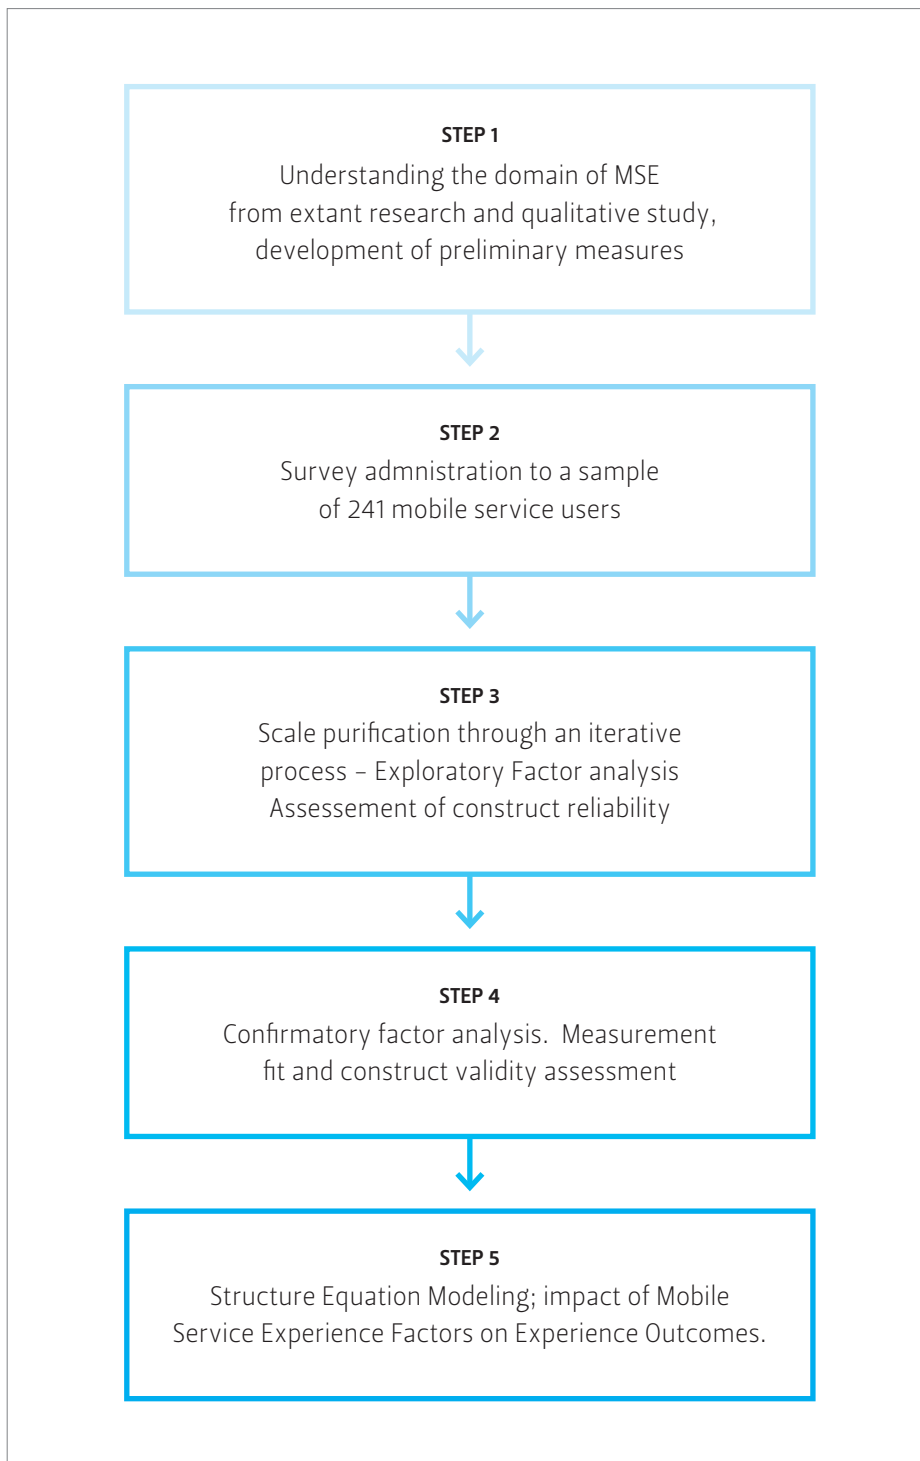 STEP 1
Understanding the domain of MSE
from extant research and qualitative study,
development of preliminary measures
STEP 2
Survey admnistration to a sample
of 241 mobile service users
STEP 3
Scale purification through an iterative
process – Exploratory Factor analysis
Assessement of construct reliability
STEP 4
Confirmatory factor analysis.  Measurement
fit and construct validity assessment
STEP 5
Structure Equation Modeling; impact of Mobile
Service Experience Factors on Experience Outcomes.